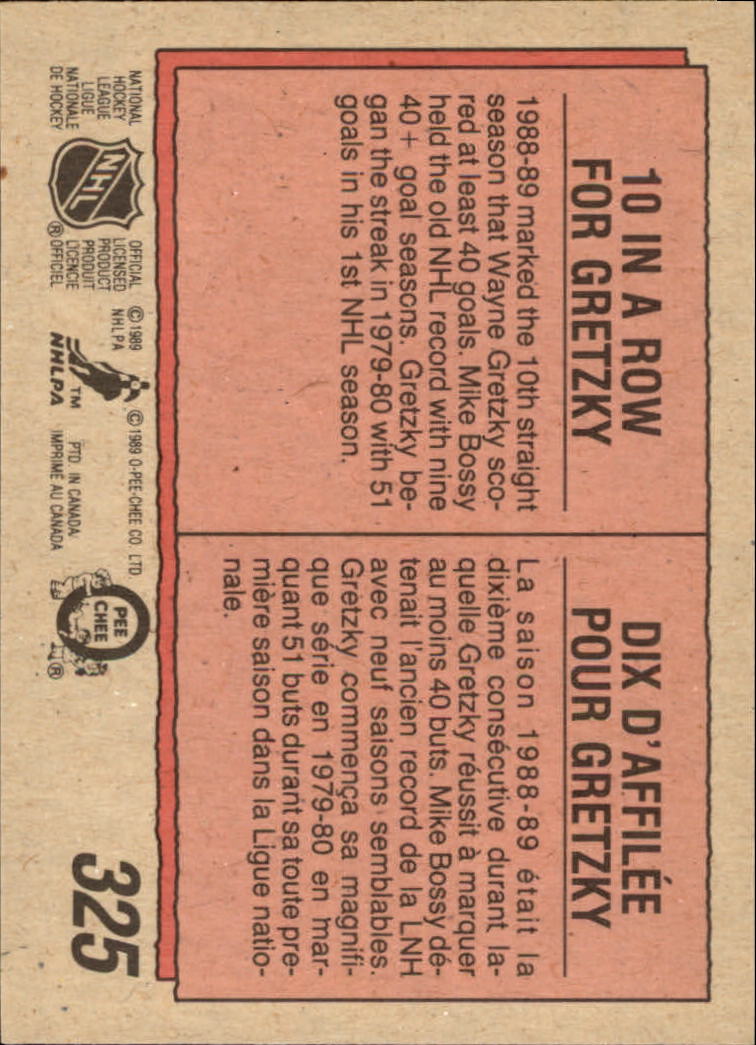 10 IN A ROW
FOR GRETZKY
1988-89 marked the 10th straight
season that Wayne Gretzky sco-
red at least 40 goals. Mike Bossy
held the old NHL record with nine
40+ goal seasons. Gretzky be-
gan the streak in 1979-80 with 51
goals in his 1st NHL season.
DIX D'AFFILÉE
POUR GRETZKY
La saison 1988-89 était la
dixième consécutive durant la-
quelle Gretzky réussit à marquer
au moins 40 buts. Mike Bossy dé-
tenait l'ancien record de la LNH
avec neuf saisons semblables.
Gretzky commença sa magnifi-
que série en 1979-80 en mar-
quant 51 buts durant sa toute pre-
mière saison dans la Ligue natio-
nale.
NATIONAL
HOCKEY
LEAGUE
LIGUE
NATIONALE
DE HOCKEY
NHL
®
OFFICIAL
LICENSED
PRODUCT
PRODUIT
LICENCIE
OFFICIEL
© 1989
NHLPA
TM
NHLPA
© 1989 O-PEE-CHEE CO LTD
PTD. IN CANADA/
IMPRIMÉ AU CANADA
PEE
CHEE
®
325